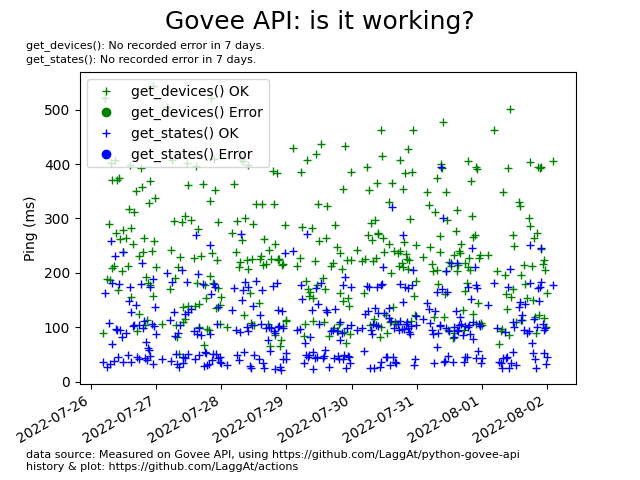 Govee API: is it working?
get_devices(): No recorded error in 7 days.
get_states(): No recorded error in 7 days.
get_devices() OK
get_devices() Error
get_states() OK
get_states() Error
Ping (ms)
500
400
300
200
100
0
2022-07-26
2022-07-27
2022-07-28
2022-07-29
2022-07-30
2022-07-31
2022-08-01
2022-08-02
data source: Measured on Govee API, using https://github.com/LaggAt/python-govee-api
history & plot: https://github.com/LaggAt/actions